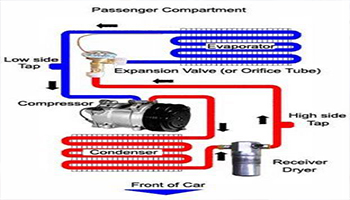 Passenger Compartment
Evaporator
Low side
Tap
Expansion Valve (or Orifice Tube)
Compressor
High side
Tap
Condenser
Receiver
Dryer
Front of Car